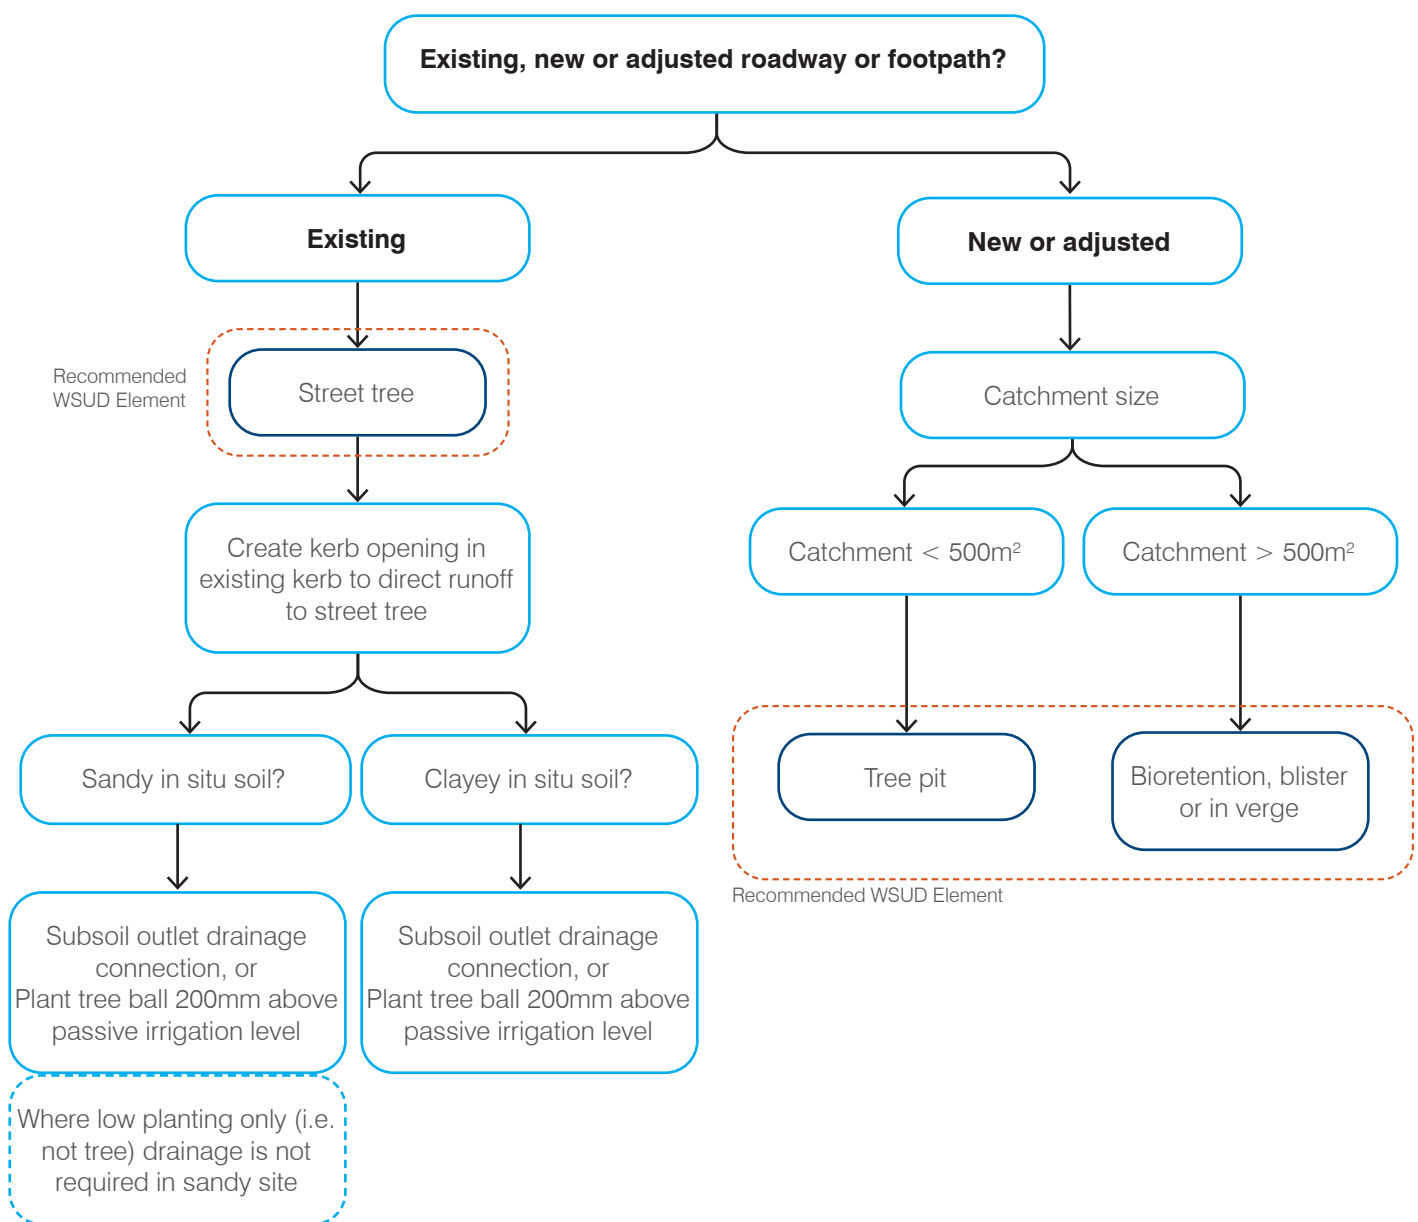 Existing, new or adjusted roadway or footpath?
Existing
New or adjusted
Recommended
WSUD Element
Street tree
Catchment size
Create kerb opening in
existing kerb to direct runoff
to street tree
Catchment < 500m²
Catchment > 500m²
Sandy in situ soil?
Clayey in situ soil?
Tree pit
Bioretention, blister
or in verge
Recommended WSUD Element
Subsoil outlet drainage
connection, or
Plant tree ball 200mm above
passive irrigation level
Subsoil outlet drainage
connection, or
Plant tree ball 200mm above
passive irrigation level
Where low planting only (i.e.
not tree) drainage is not
required in sandy site